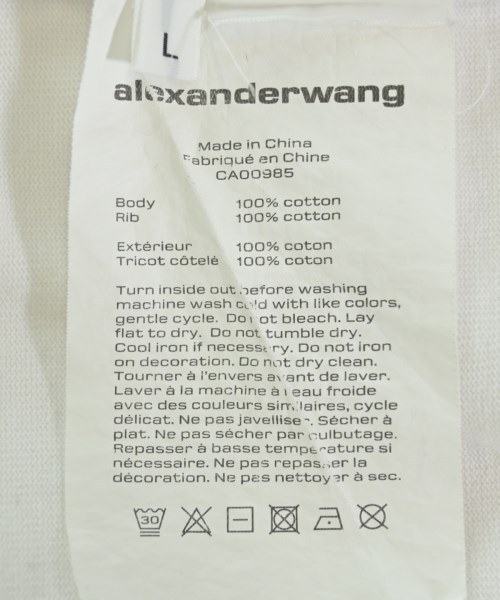 L
alexanderwang
Made in China
Fabriqué en Chine
CA00985
Body 100% cotton
Rib 100% cotton
Extérieur 100% coton
Tricot côtelé 100% coton
Turn inside out before washing
machine wash cold with like colors,
gentle cycle. Do not bleach. Lay
flat to dry. Do not tumble dry.
Cool iron if necessary. Do not iron
on decoration. Do not dry clean.
Tourner à l'envers avant de laver.
Laver à la machine à l'eau froide
avec des couleurs similaires, cycle
délicat. Ne pas javelliser. Sécher à
plat. Ne pas sécher par culbutage.
Repasser à basse température si
nécessaire. Ne pas repasser la
décoration. Ne pas nettoyer à sec.
30